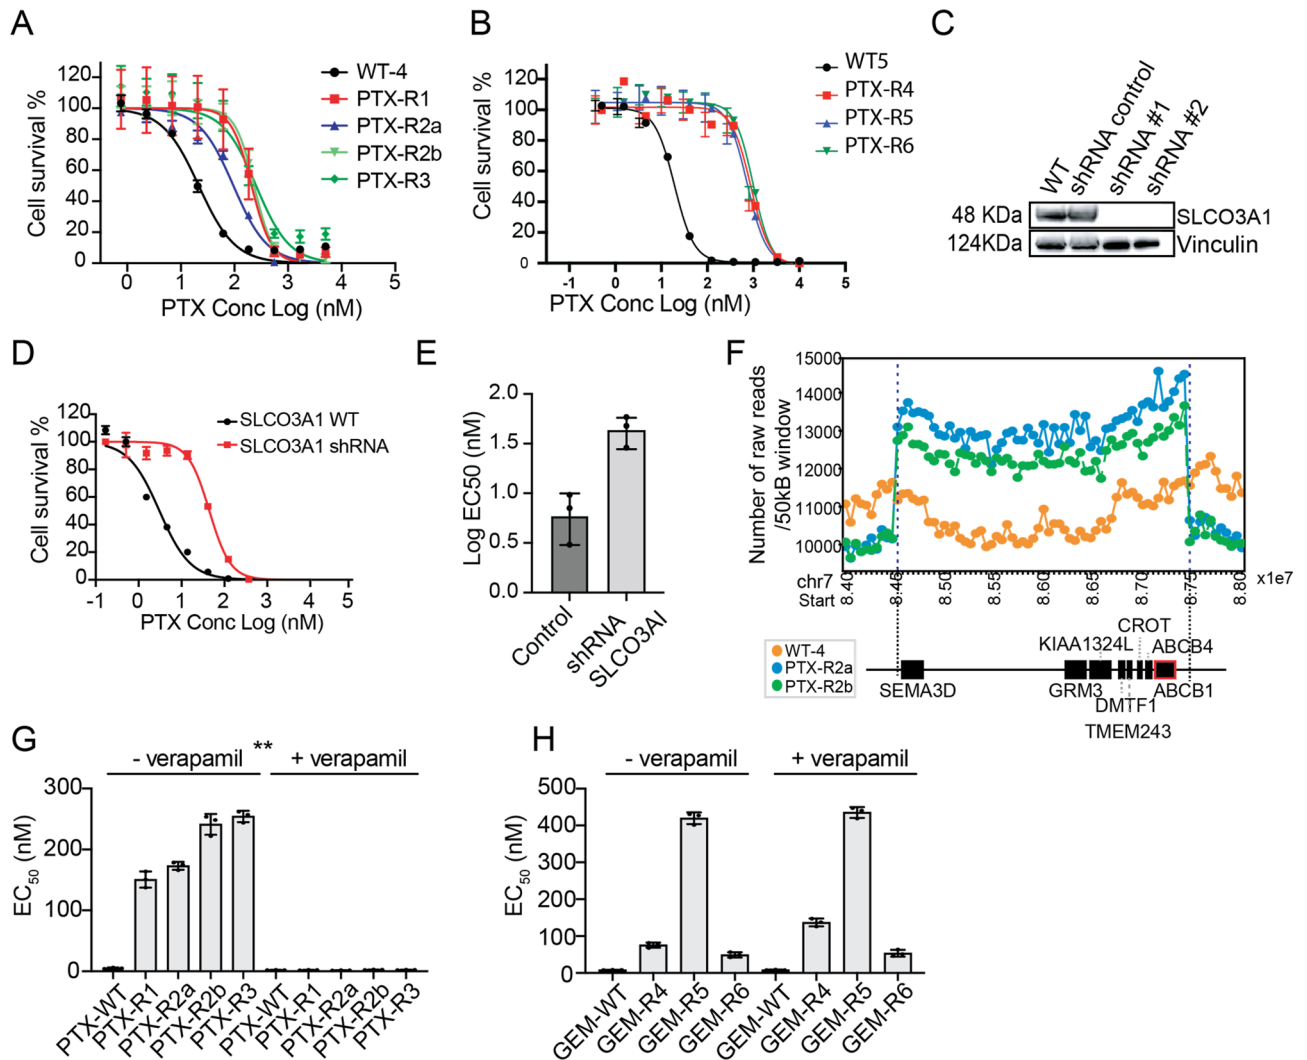 A
Cell survival %
120
100
80
60
40
20
0
0 1 2 3 4 5
PTX Conc Log (nM)
WT-4
PTX-R1
PTX-R2a
PTX-R2b
PTX-R3
B
Cell survival %
120
100
80
60
40
20
0
-1 0 1 2 3 4 5
PTX Conc Log (nM)
WT5
PTX-R4
PTX-R5
PTX-R6
C
WT
shRNA control
shRNA #1
shRNA #2
48 KDa
SLCO3A1
124KDa
Vinculin
D
Cell survival %
120
100
80
60
40
20
0
-1 0 1 2 3 4 5
PTX Conc Log (nM)
SLCO3A1 WT
SLCO3A1 shRNA
E
Log EC50 (nM)
2.0
1.5
1.0
0.5
0.0
Control
shRNA
SLCO3AI
F
Number of raw reads
/50kB window
15000
14000
13000
12000
11000
10000
chr7
Start
8.40 8.46 8.50 8.55 8.60 8.65 8.70 8.75 8.80
x1e7
WT-4
PTX-R2a
PTX-R2b
CROT
KIAA1324L
ABCB4
SEMA3D
GRM3
ABCB1
DMTF1
TMEM243
G
- verapamil
**
+ verapamil
EC50 (nM)
300
200
100
0
PTX-WT
PTX-R1
PTX-R2a
PTX-R2b
PTX-R3
PTX-WT
PTX-R1
PTX-R2a
PTX-R2b
PTX-R3
H
- verapamil
+ verapamil
EC50 (nM)
500
400
300
200
100
0
GEM-WT
GEM-R4
GEM-R5
GEM-R6
GEM-WT
GEM-R4
GEM-R5
GEM-R6